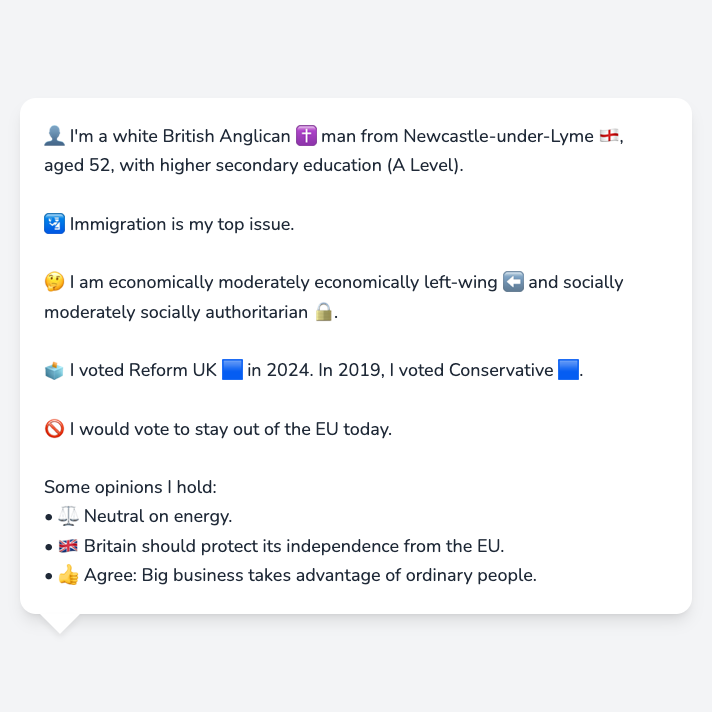 👤 I'm a white British Anglican ✝️ man from Newcastle-under-Lyme 🏴󠁧󠁢󠁥󠁮󠁧󠁿,
aged 52, with higher secondary education (A Level).
🛂 Immigration is my top issue.
🤔 I am economically moderately economically left-wing ⬅️ and socially
moderately socially authoritarian 🔒.
🗳️ I voted Reform UK 🟦 in 2024. In 2019, I voted Conservative 🟦.
🚫 I would vote to stay out of the EU today.
Some opinions I hold:
• ⚖️ Neutral on energy.
• 🇬🇧 Britain should protect its independence from the EU.
• 👍 Agree: Big business takes advantage of ordinary people.